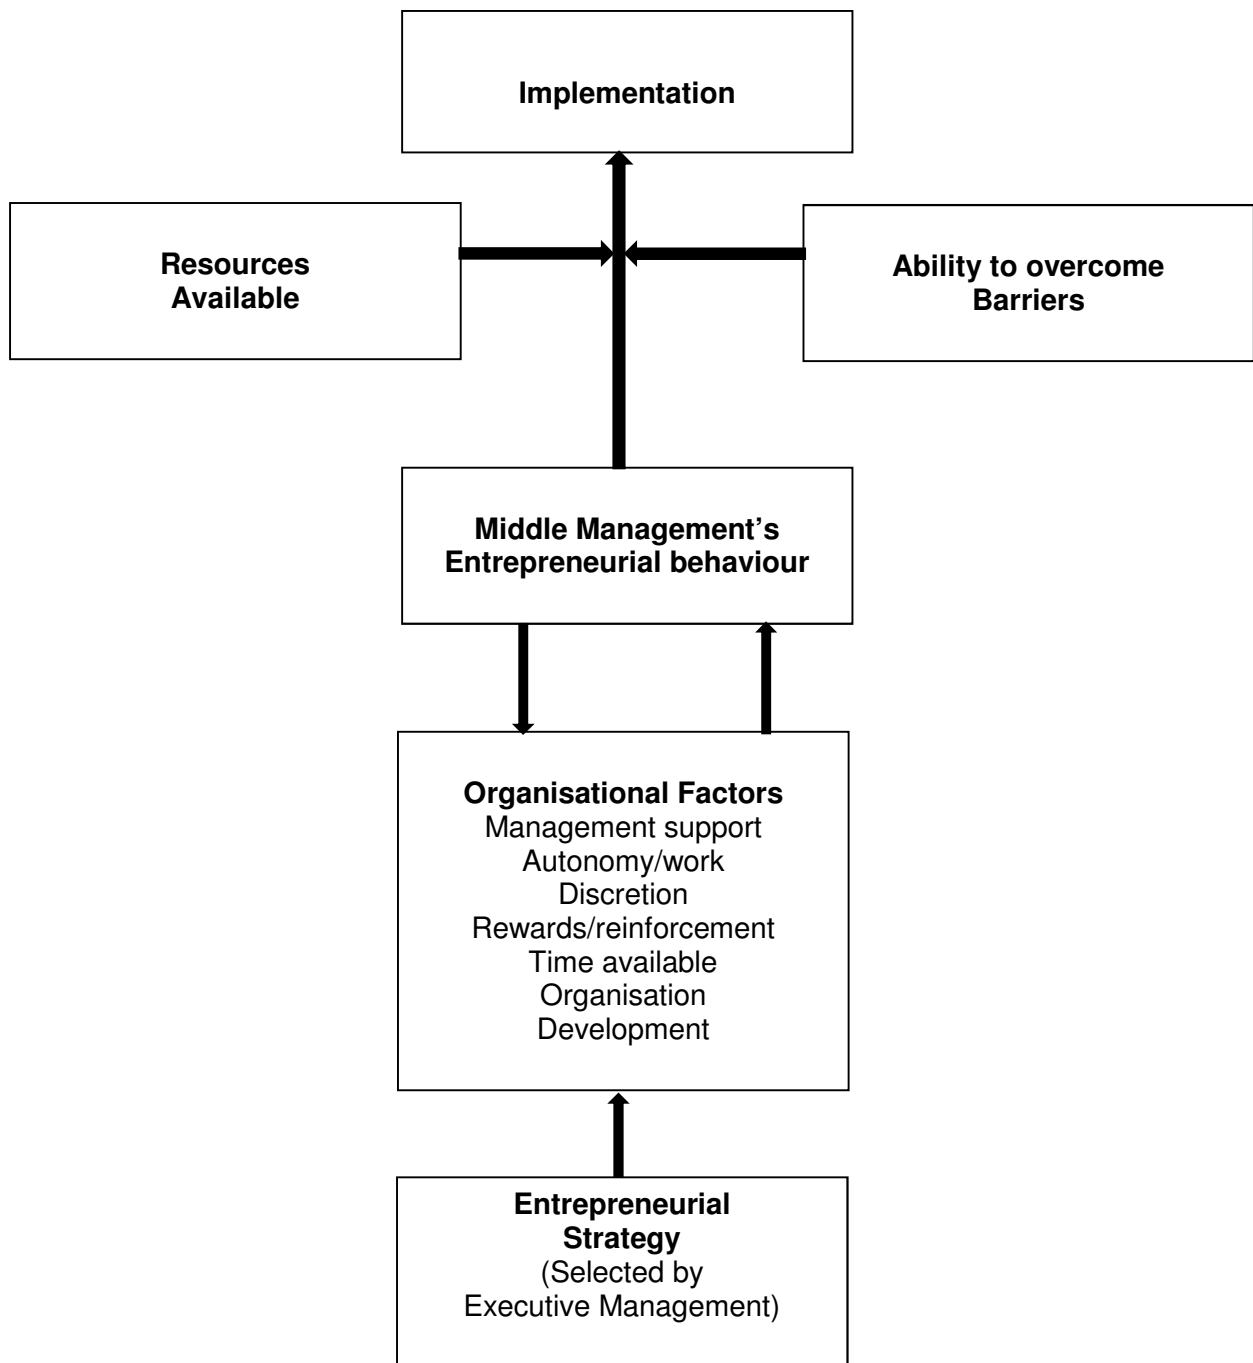 Implementation
Resources
Available
Ability to overcome
Barriers
Middle Management’s
Entrepreneurial behaviour
Organisational Factors
Management support
Autonomy/work
Discretion
Rewards/reinforcement
Time available
Organisation
Development
Entrepreneurial
Strategy
(Selected by
Executive Management)